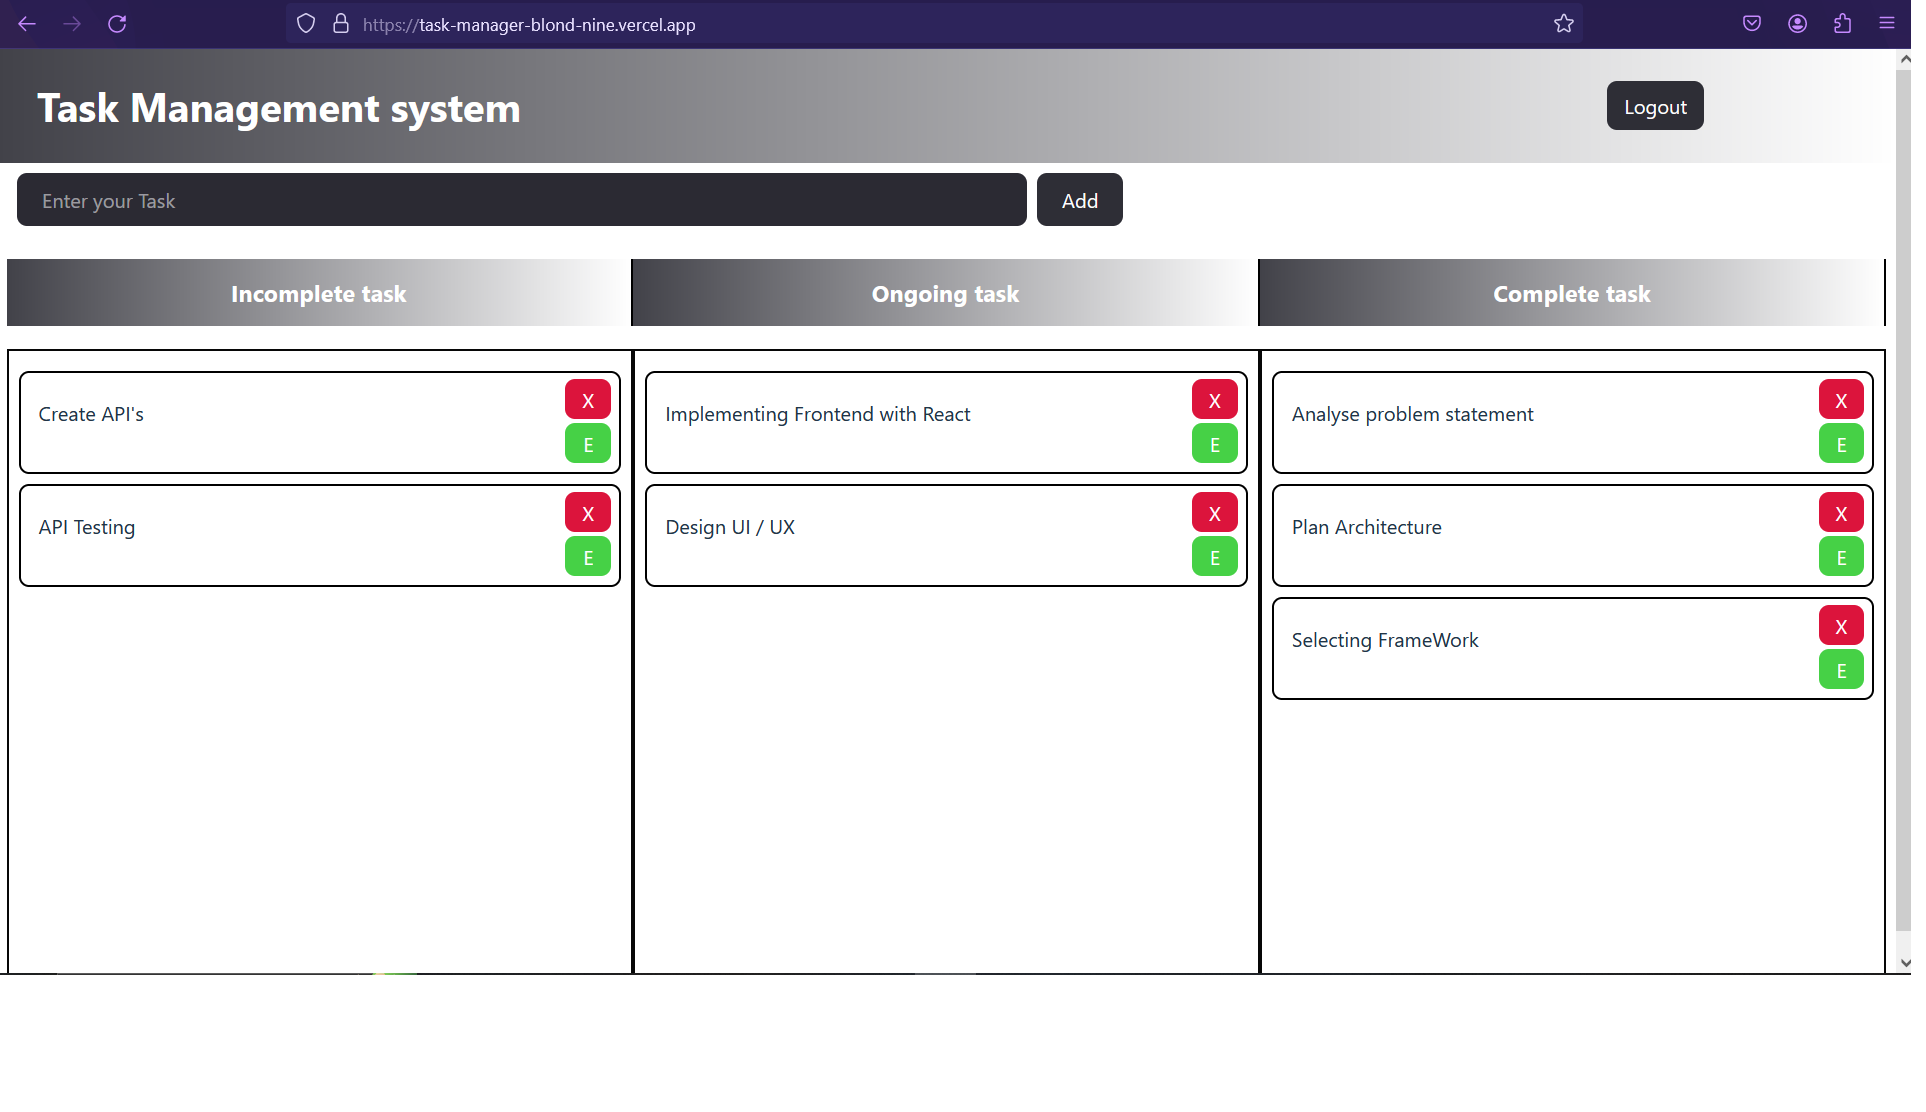 https://task-manager-blond-nine.vercel.app
Task Management system
Logout
Enter your Task
Add
Incomplete task
Ongoing task
Complete task
Create API's
X
E
API Testing
X
E
Implementing Frontend with React
X
E
Design UI / UX
X
E
Analyse problem statement
X
E
Plan Architecture
X
E
Selecting FrameWork
X
E